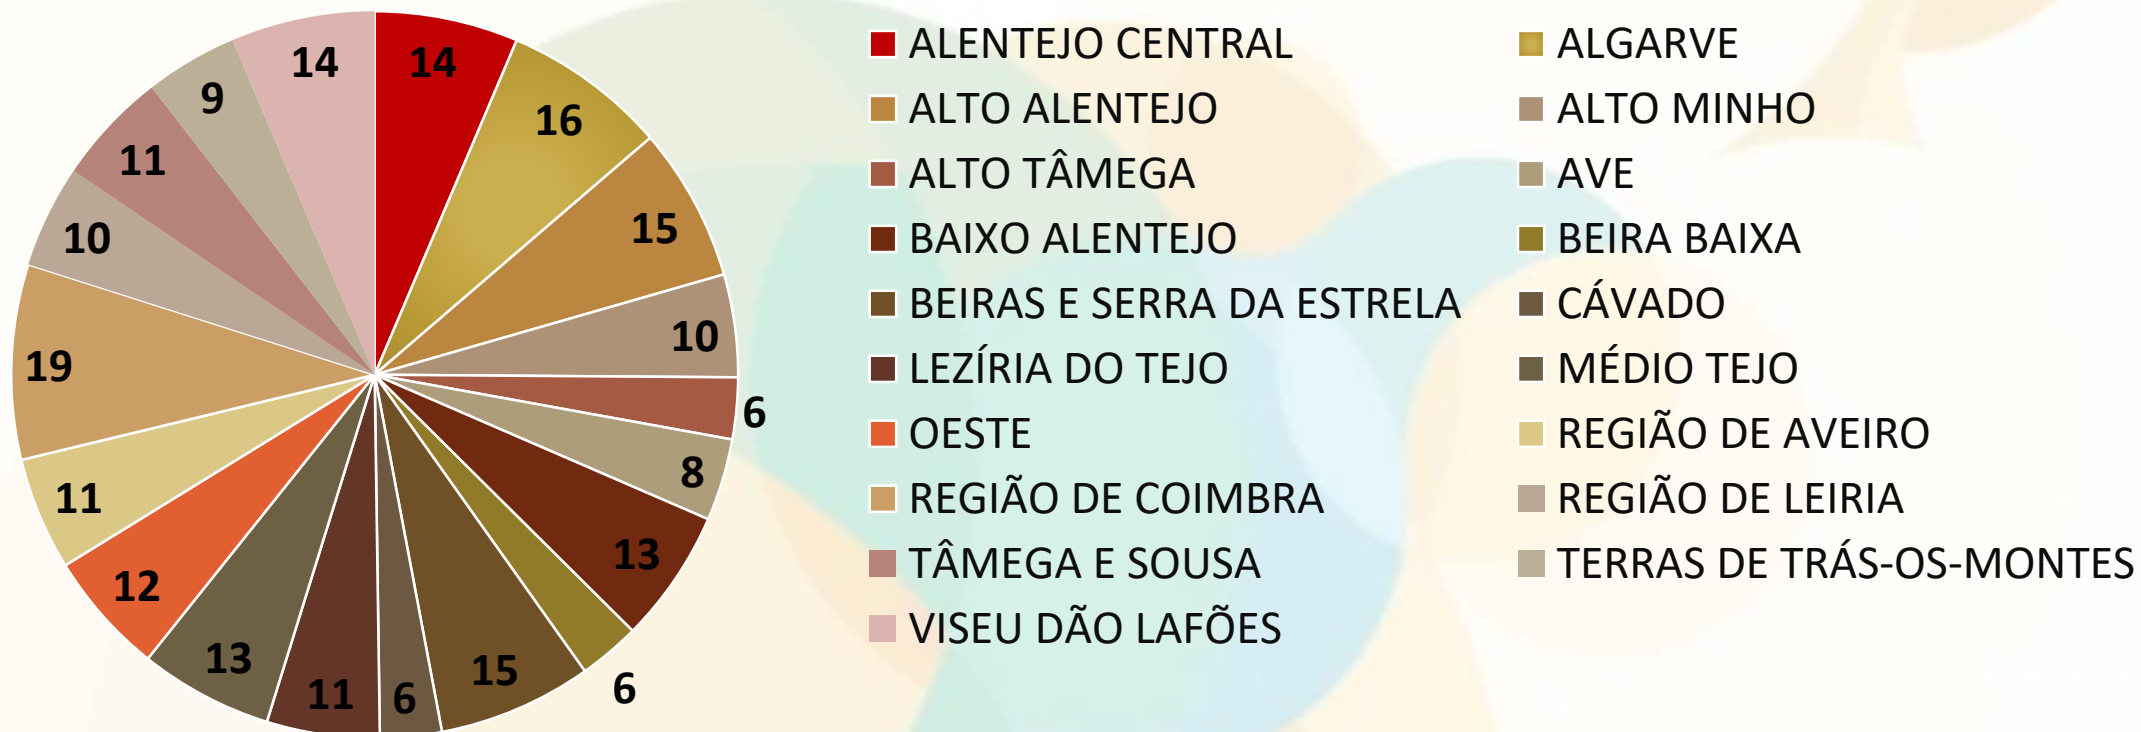 14
16
15
10
6
8
13
6
15
6
11
13
12
11
19
10
11
9
14
ALENTEJO CENTRAL
ALGARVE
ALTO ALENTEJO
ALTO MINHO
ALTO TÂMEGA
AVE
BAIXO ALENTEJO
BEIRA BAIXA
BEIRAS E SERRA DA ESTRELA
CÁVADO
LEZÍRIA DO TEJO
MÉDIO TEJO
OESTE
REGIÃO DE AVEIRO
REGIÃO DE COIMBRA
REGIÃO DE LEIRIA
TÂMEGA E SOUSA
TERRAS DE TRÁS-OS-MONTES
VISEU DÃO LAFÕES